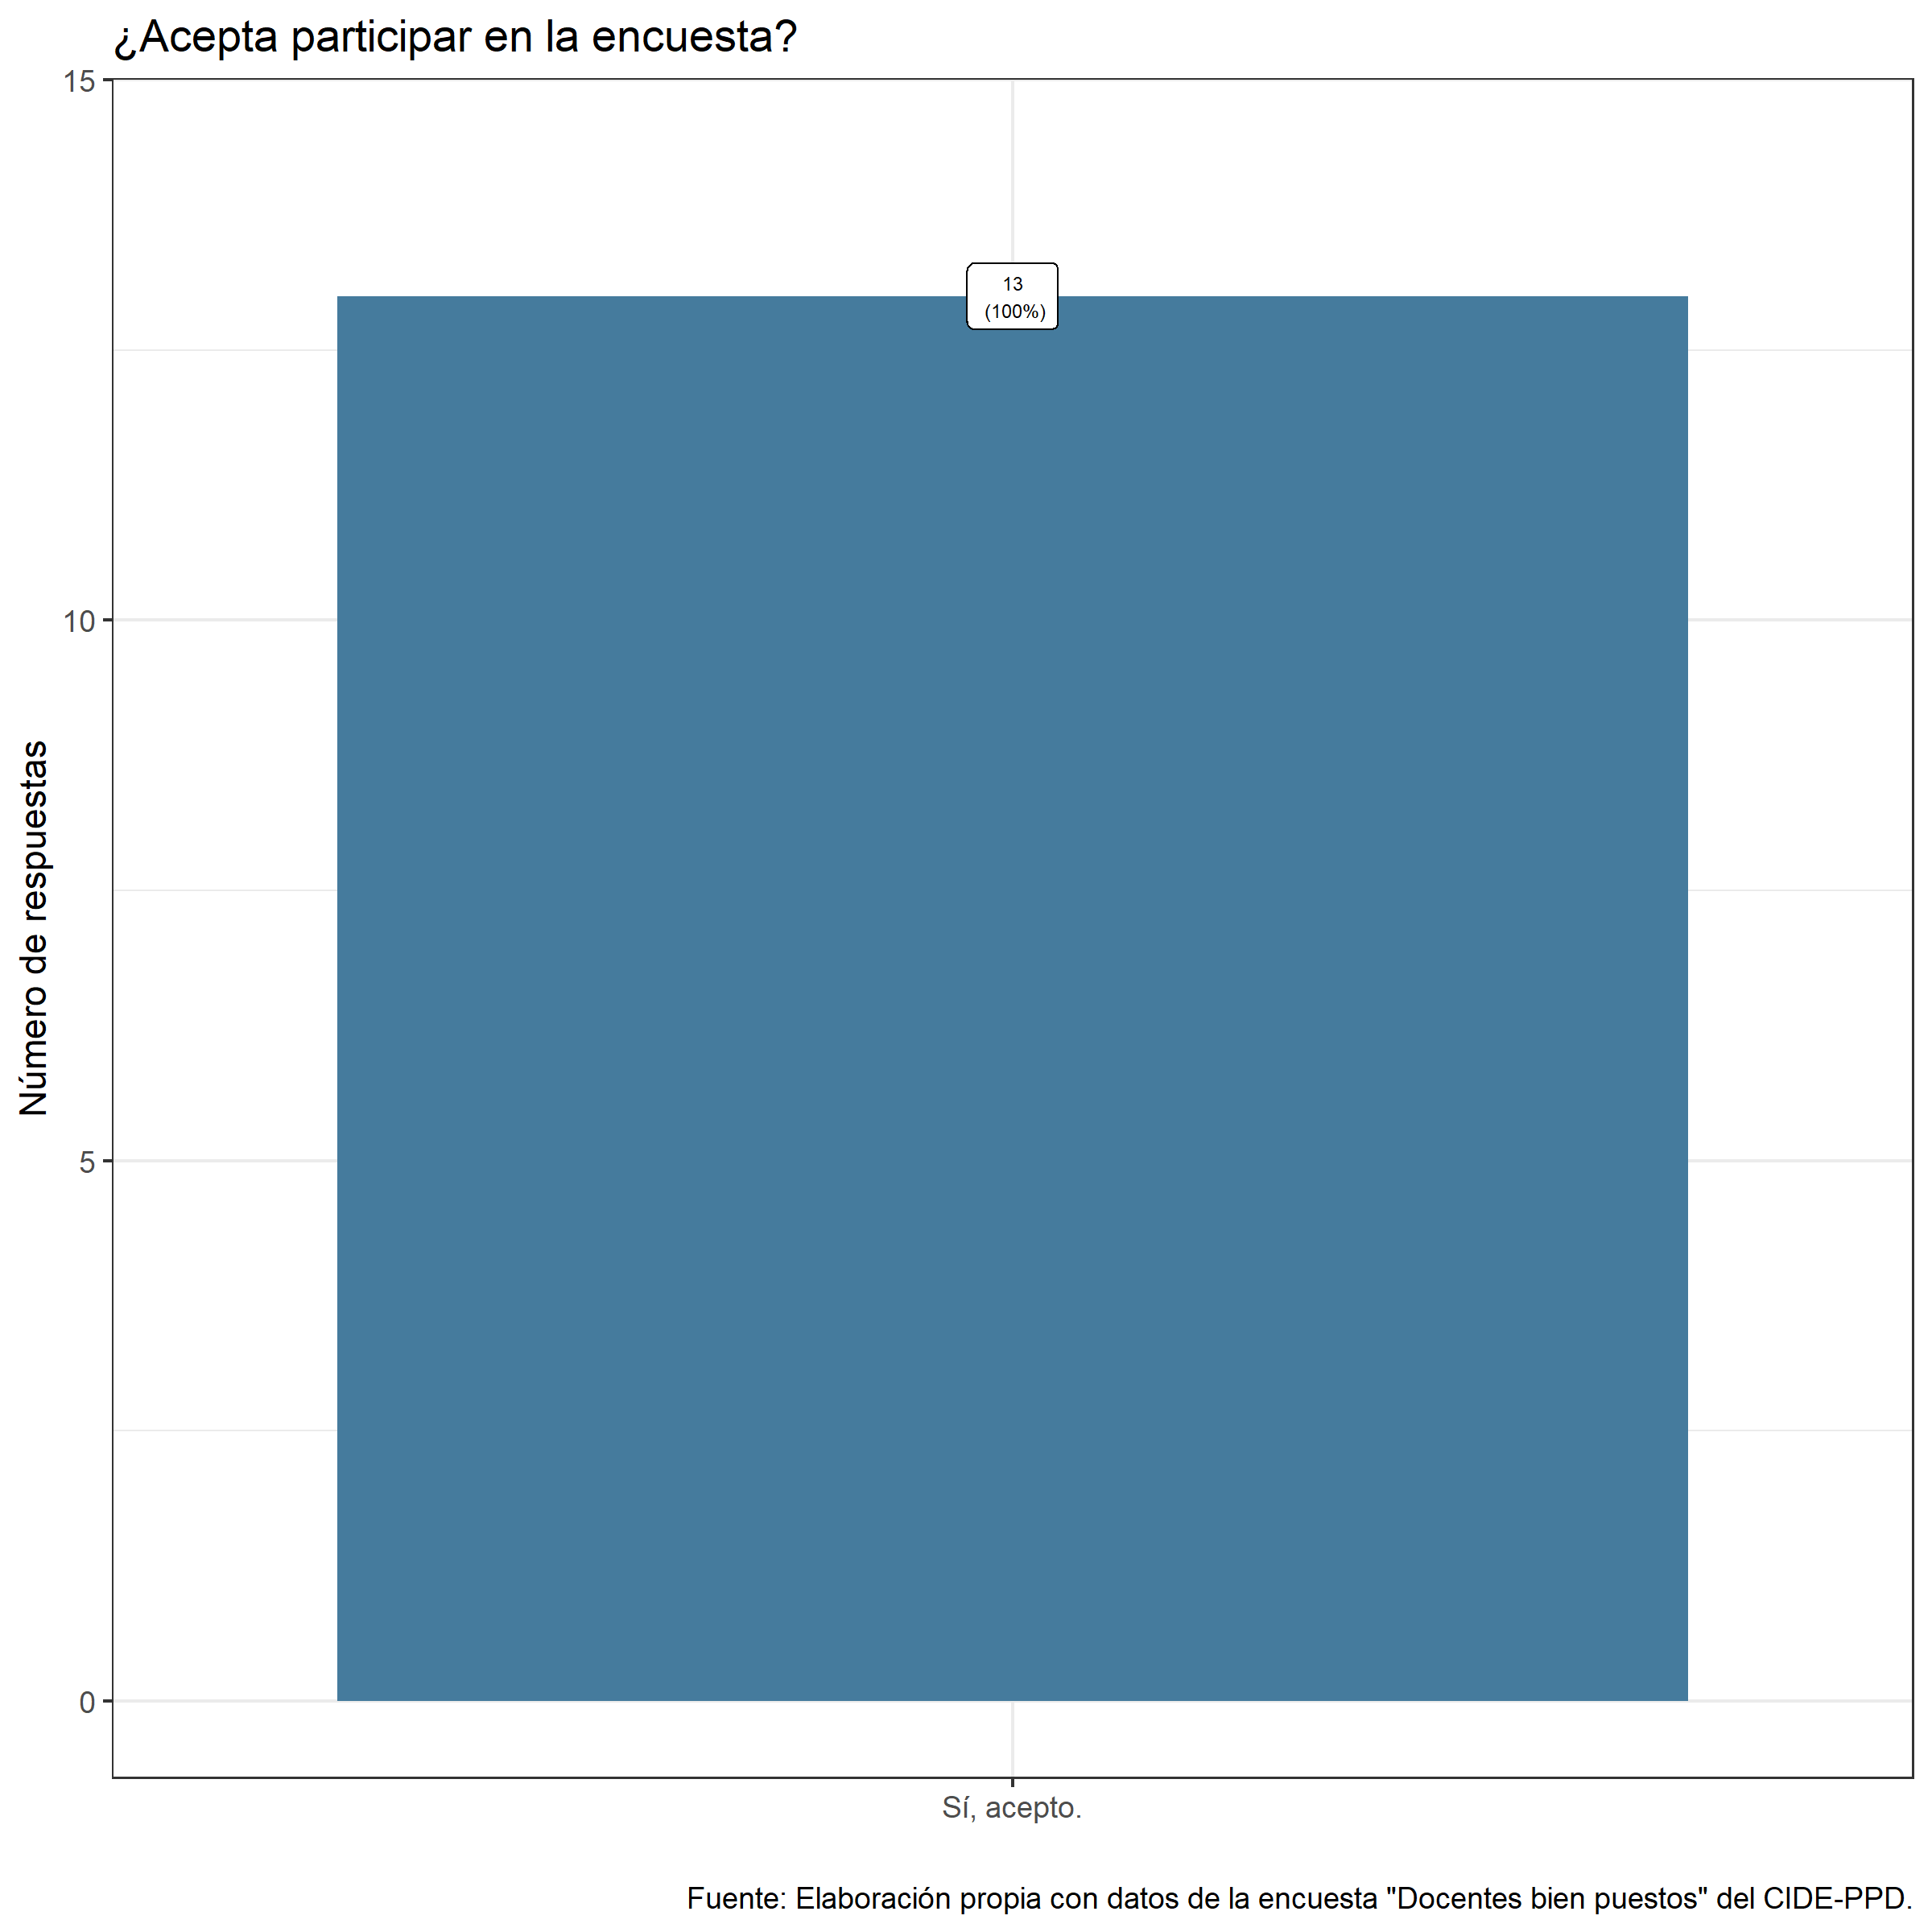 ¿Acepta participar en la encuesta?
15
13
(100%)
10
Número de respuestas
5
0
Sí, acepto.
Fuente: Elaboración propia con datos de la encuesta "Docentes bien puestos" del CIDE-PPD.